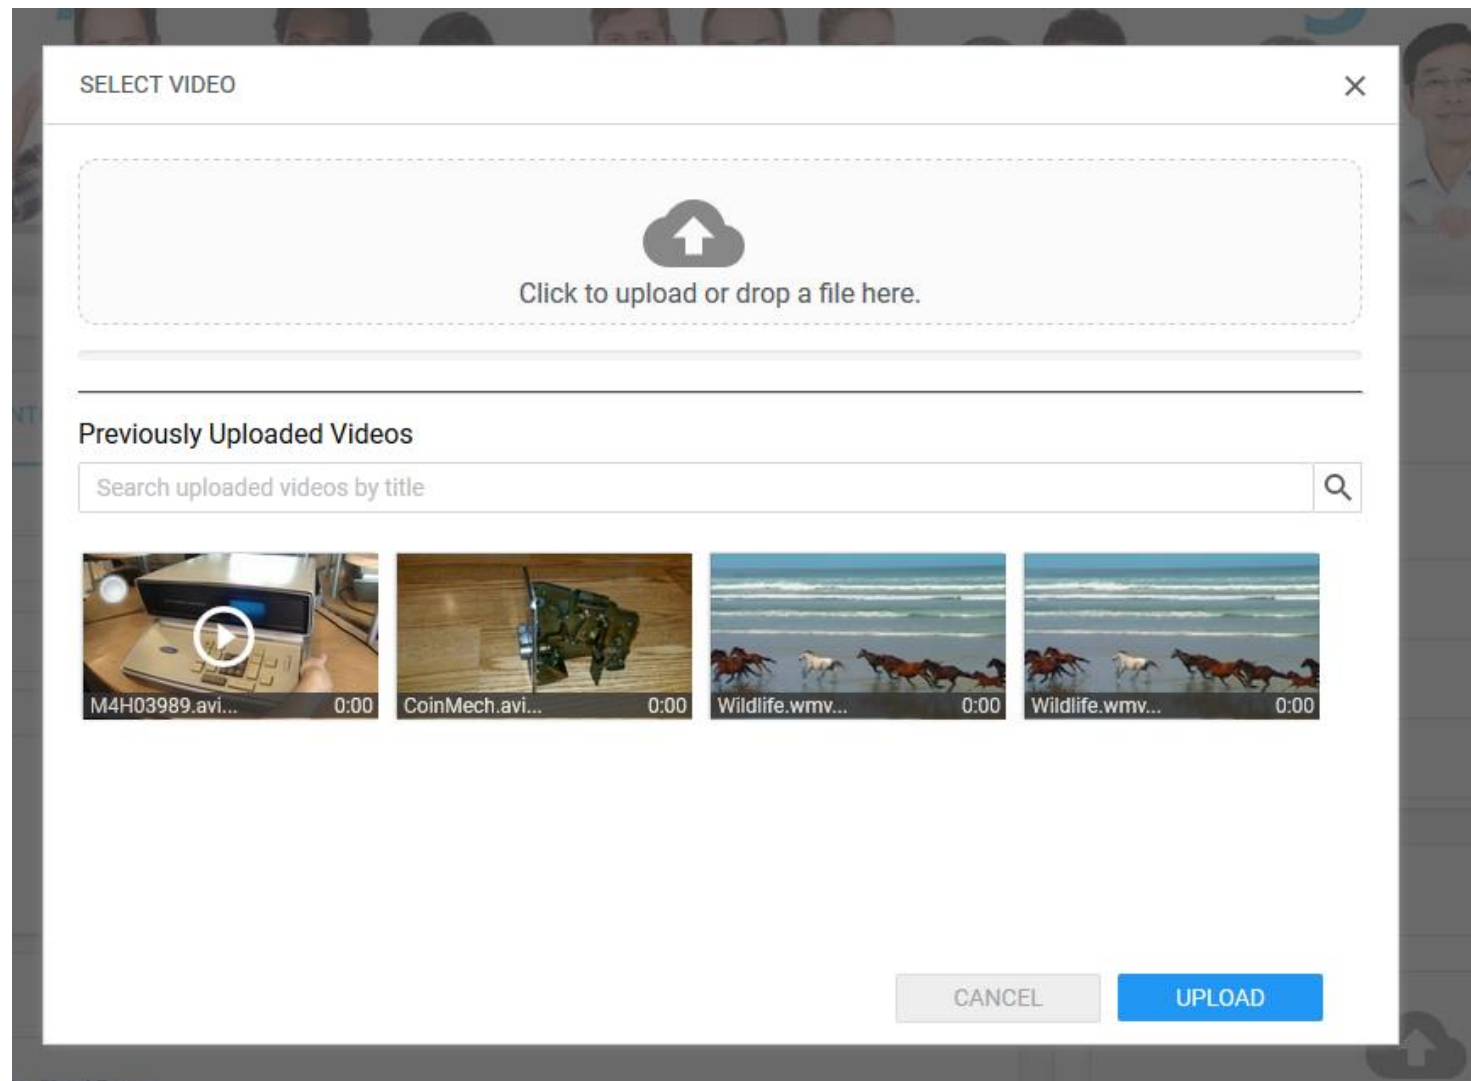 SELECT VIDEO
Click to upload or drop a file here.
Previously Uploaded Videos
Search uploaded videos by title
M4H03989.avi... 0:00
CoinMech.avi... 0:00
Wildlife.wmv... 0:00
Wildlife.wmv... 0:00
CANCEL
UPLOAD